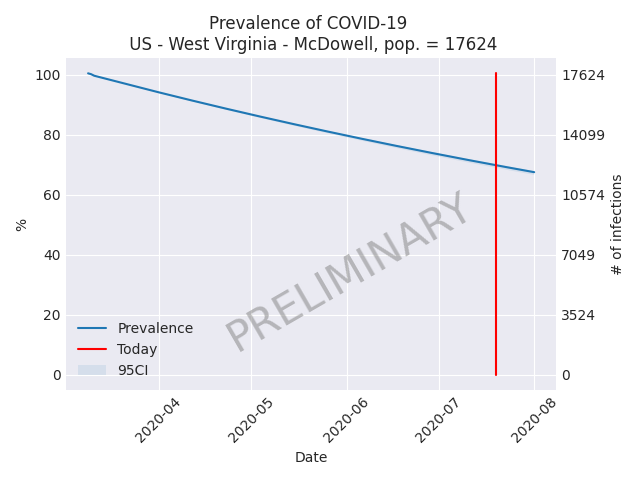 Prevalence of COVID-19
US - West Virginia - McDowell, pop. = 17624
%
100
80
60
40
20
0
17624
14099
10574
7049
3524
0
# of infections
PRELIMINARY
Prevalence
Today
95CI
2020-04
2020-05
2020-06
2020-07
2020-08
Date